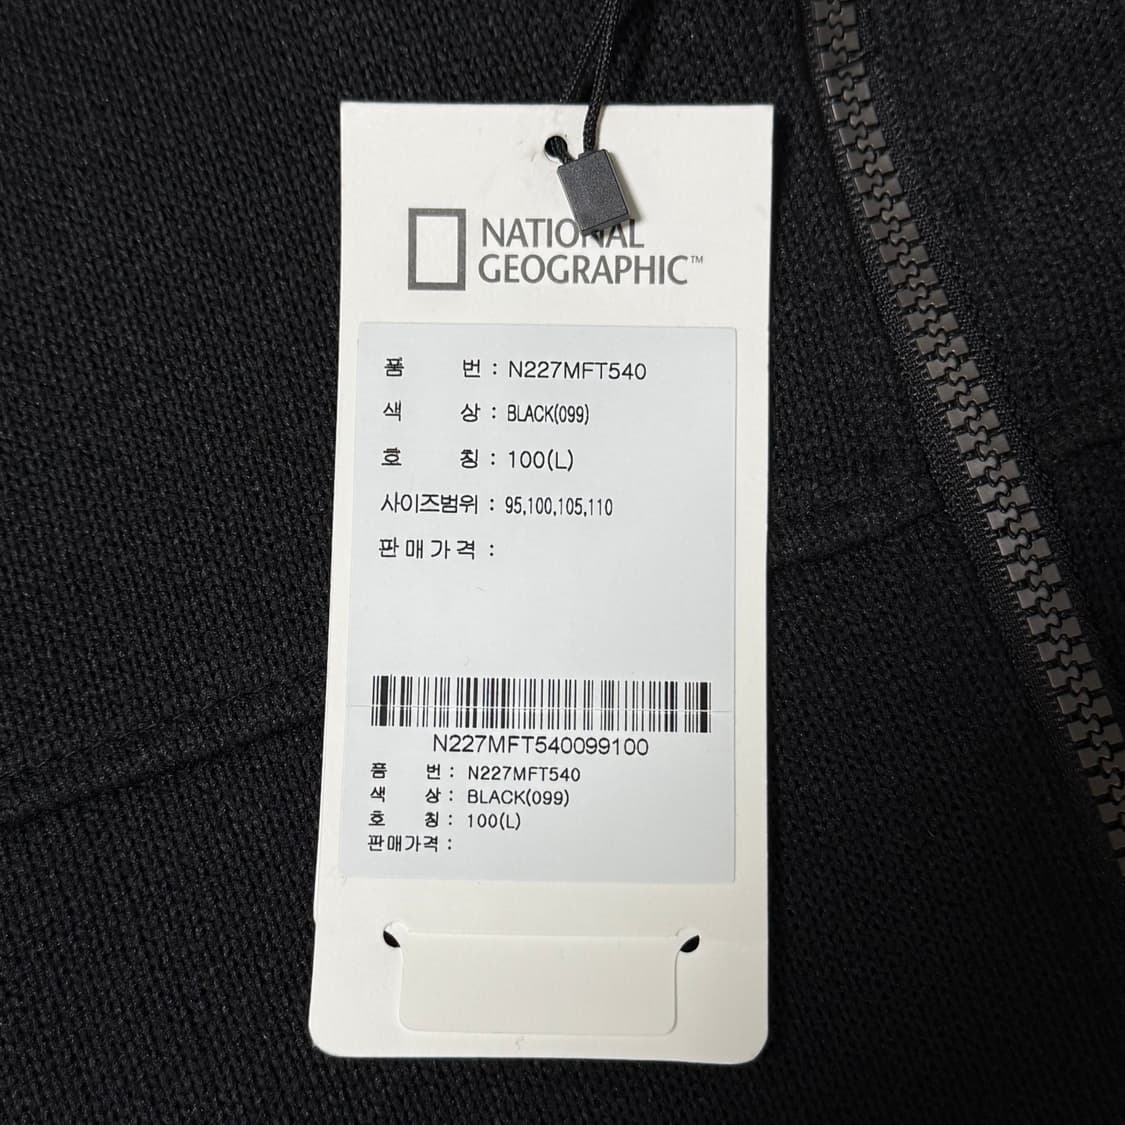 NATIONAL
GEOGRAPHIC™
품 번 : N227MFT540
색 상 : BLACK(099)
호 칭 : 100(L)
사이즈범위 : 95,100,105,110
판매가격 :
N227MFT540099100
품 번 : N227MFT540
색 상 : BLACK(099)
호 칭 : 100(L)
판매가격 :